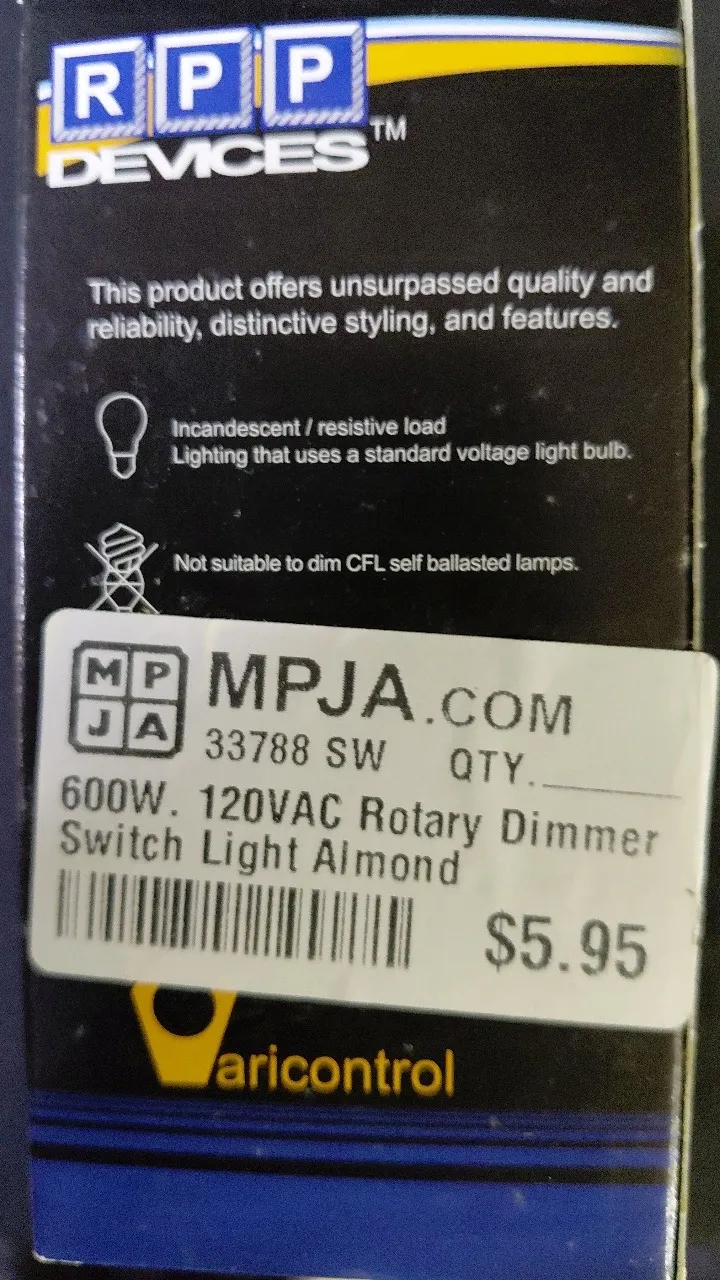 RPP
DEVICES™
This product offers unsurpassed quality and
reliability, distinctive styling, and features.
Incandescent / resistive load
Lighting that uses a standard voltage light bulb.
Not suitable to dim CFL self ballasted lamps.
MP
JA
MPJA.COM
33788 SW QTY.______
600W. 120VAC Rotary Dimmer
Switch Light Almond
$5.95
Varicontrol